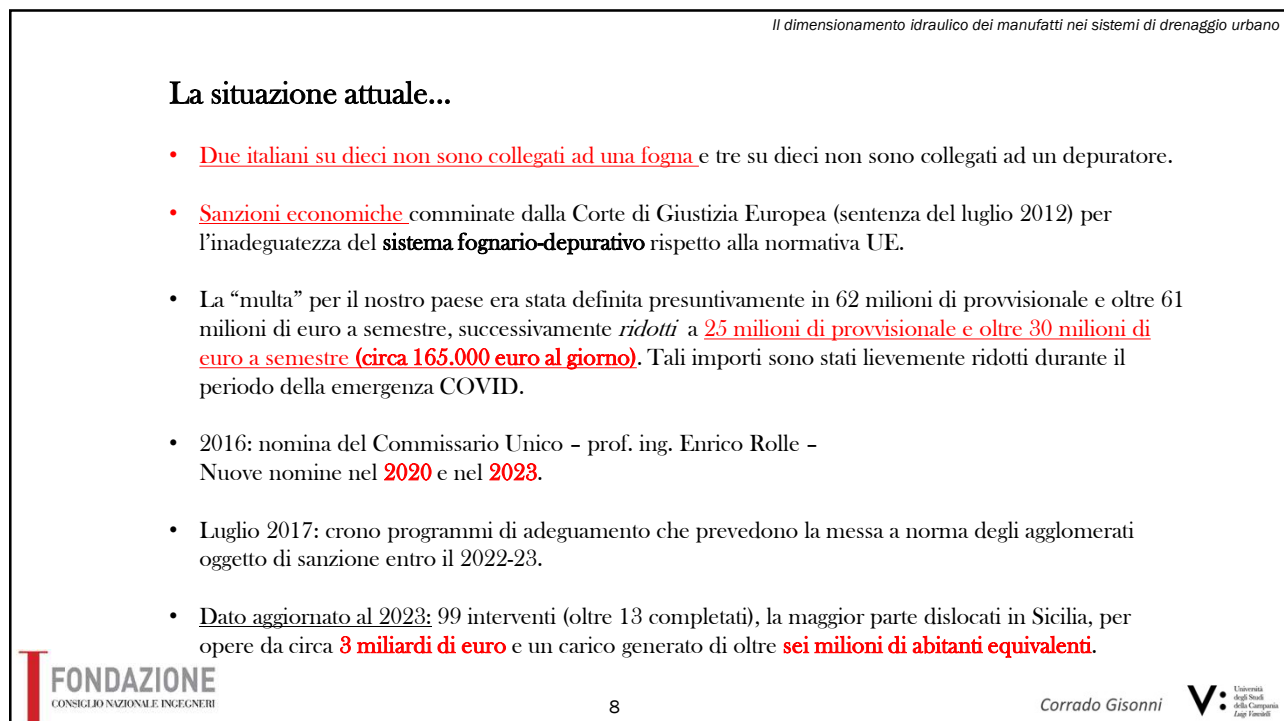 Il dimensionamento idraulico dei manufatti nei sistemi di drenaggio urbano
La situazione attuale...
• Due italiani su dieci non sono collegati ad una fogna e tre su dieci non sono collegati ad un depuratore.
• Sanzioni economiche comminate dalla Corte di Giustizia Europea (sentenza del luglio 2012) per
l'inadeguatezza del sistema fognario-depurativo rispetto alla normativa UE.
• La “multa” per il nostro paese era stata definita presuntivamente in 62 milioni di provvisionale e oltre 61
milioni di euro a semestre, successivamente ridotti a 25 milioni di provvisionale e oltre 30 milioni di
euro a semestre (circa 165.000 euro al giorno). Tali importi sono stati lievemente ridotti durante il
periodo della emergenza COVID.
• 2016: nomina del Commissario Unico – prof. ing. Enrico Rolle –
Nuove nomine nel 2020 e nel 2023.
• Luglio 2017: crono programmi di adeguamento che prevedono la messa a norma degli agglomerati
oggetto di sanzione entro il 2022-23.
• Dato aggiornato al 2023: 99 interventi (oltre 13 completati), la maggior parte dislocati in Sicilia, per
opere da circa 3 miliardi di euro e un carico generato di oltre sei milioni di abitanti equivalenti.
FONDAZIONE
CONSIGLIO NAZIONALE INGEGNERI
8
Corrado Gisonni
V:
Università
degli Studi
della Campania
Luigi Vanvitelli